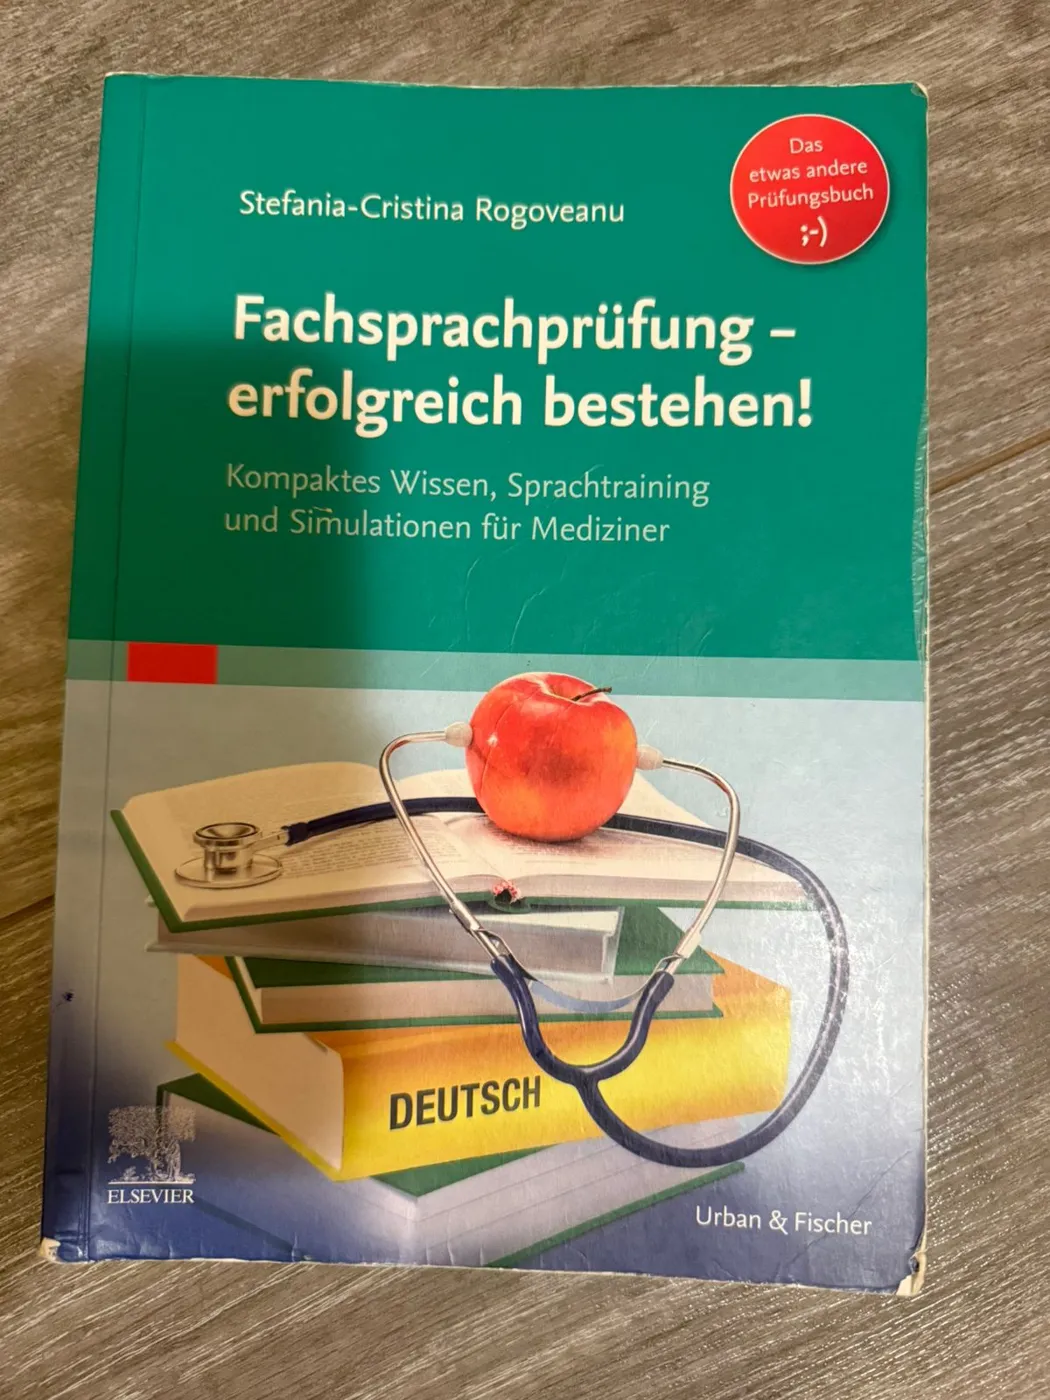 Das
etwas andere
Prüfungsbuch
;-)
Stefania-Cristina Rogoveanu
Fachsprachprüfung –
erfolgreich bestehen!
Kompaktes Wissen, Sprachtraining
und Simulationen für Mediziner
DEUTSCH
ELSEVIER
Urban & Fischer